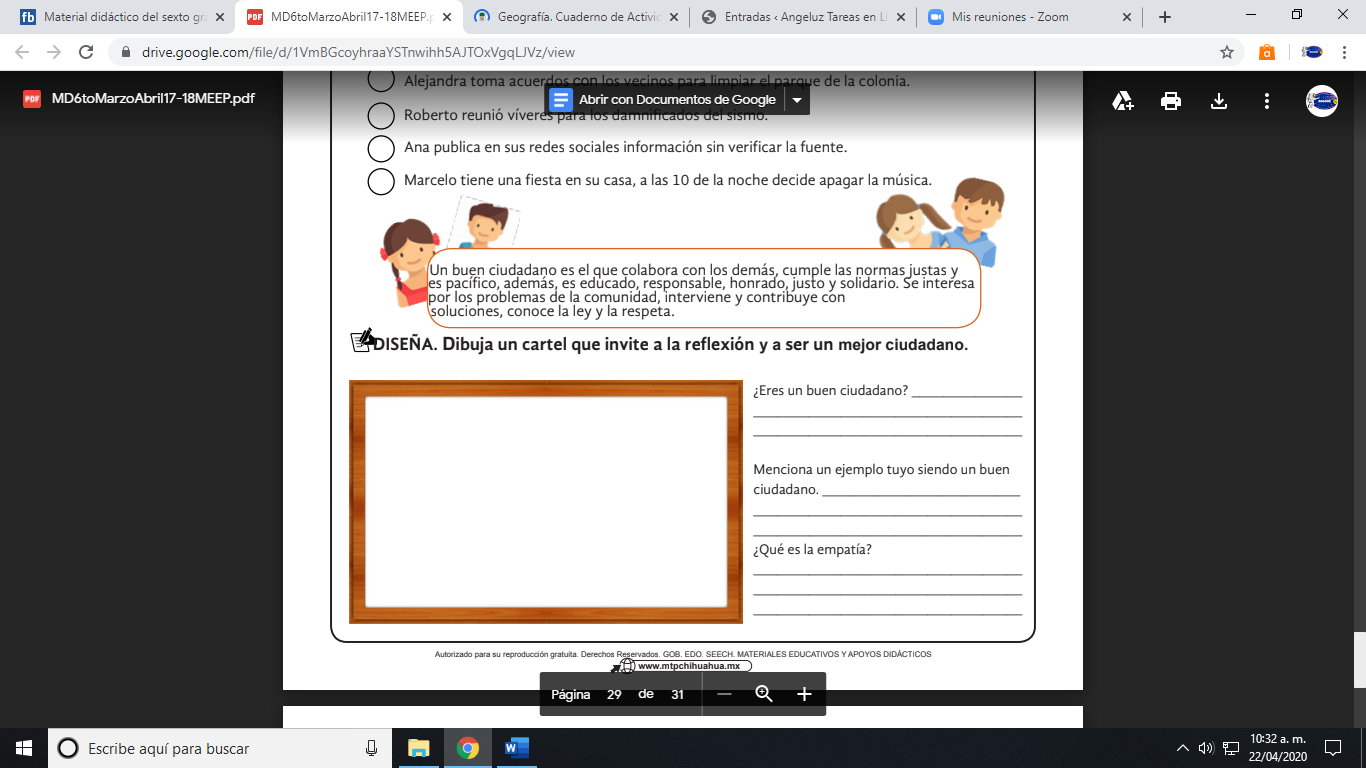 Material didáctico del sexto gr
MD6toMarzoAbril17-18MEEP.p
Geografía. Cuaderno de Activid
Entradas ‹ Angeluz Tareas en Lí
Mis reuniones - Zoom
drive.google.com/file/d/1VmBGcoyhraaYSTnwihh5AJTOxVgqLJVz/view
PDF MD6toMarzoAbril17-18MEEP.pdf
Alejandra toma acuerdos con los vecinos para limpiar el parque de la colonia.
Abrir con Documentos de Google
Roberto reunió víveres para los damnificados del sismo.
Ana publica en sus redes sociales información sin verificar la fuente.
Marcelo tiene una fiesta en su casa, a las 10 de la noche decide apagar la música.
Un buen ciudadano es el que colabora con los demás, cumple las normas justas y
es pacífico, además, es educado, responsable, honrado, justo y solidario. Se interesa
por los problemas de la comunidad, interviene y contribuye con
soluciones, conoce la ley y la respeta.
DISEÑA. Dibuja un cartel que invite a la reflexión y a ser un mejor ciudadano.
¿Eres un buen ciudadano? ________________
Menciona un ejemplo tuyo siendo un buen
ciudadano. ____________________________
¿Qué es la empatía?
Autorizado para su reproducción gratuita. Derechos Reservados. GOB. EDO. SEECH. MATERIALES EDUCATIVOS Y APOYOS DIDÁCTICOS
www.mtpchihuahua.mx
Página 29 de 31
Escribe aquí para buscar
10:32 a. m.
22/04/2020